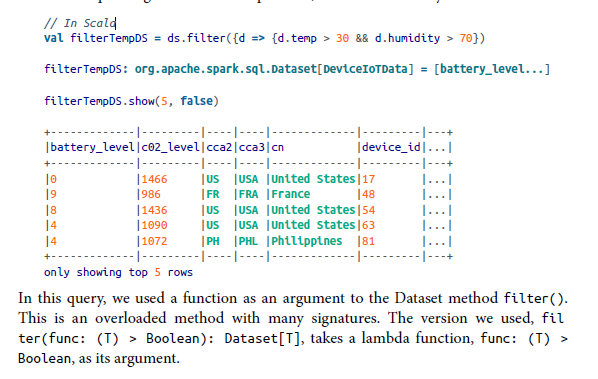 // In Scala
val filterTempDS = ds.filter({d => {d.temp > 30 && d.humidity > 70})
filterTempDS: org.apache.spark.sql.Dataset[DeviceIoTData] = [battery_level...]
filterTempDS.show(5, false)
+-------------|---------|----|----|-------------|---------|---+
|battery_level|c02_level|cca2|cca3|cn           |device_id|...|
+-------------|---------|----|----|-------------|---------|---+
|0            |1466     |US  |USA |United States|17       |...|
|9            |986      |FR  |FRA |France       |48       |...|
|8            |1436     |US  |USA |United States|54       |...|
|4            |1090     |US  |USA |United States|63       |...|
|4            |1072     |PH  |PHL |Philippines  |81       |...|
+-------------|---------|----|----|-------------|---------|---+
only showing top 5 rows
In this query, we used a function as an argument to the Dataset method filter().
This is an overloaded method with many signatures. The version we used, fil
ter(func: (T) > Boolean): Dataset[T], takes a lambda function, func: (T) >
Boolean, as its argument.